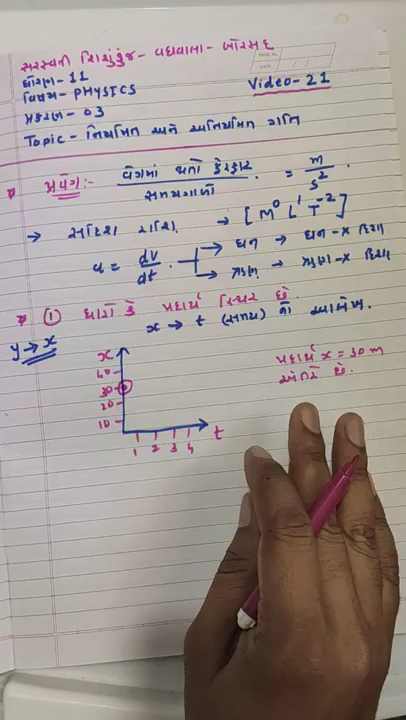 સરસ્વતી શિશુકુંજ - વઘવાલા - બોરસદ
ધોરણ - 11
વિષય - PHYSICS
Video - 21
પ્રકરણ - 03
Topic - નિયમિત અને અનિયમિત ગતિ
પ્રવેગ :- વેગમાં થતો ફેરફાર / સમયગાળો = m/s²
→ સદિશ રાશિ → [M⁰ L¹ T⁻²]
a = dv/dt → ધન → ધન-x દિશા
→ ઋણ → ઋણ-x દિશા
① ધારો કે પદાર્થ સ્થિર છે.
x → t (સમય) નો આલેખ.
y → x
x
40
30
20
10
1 2 3 4 t
પદાર્થ x = 30 m
અંતરે છે.